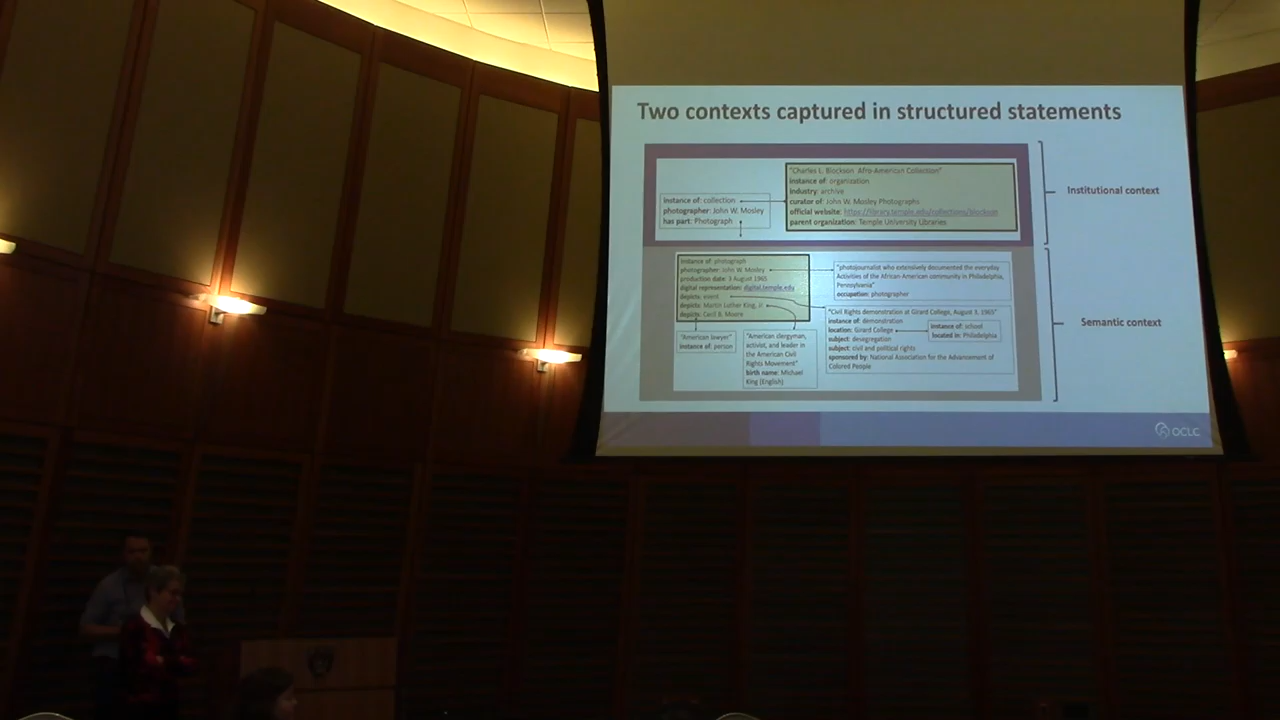 Two contexts captured in structured statements
"Charles L. Blockson Afro-American Collection"
instance of: organization
industry: archive
curator of: John W. Mosley Photographs
official website: https://library.temple.edu/collections/blockson
parent organization: Temple University Libraries
instance of: collection
photographer: John W. Mosley
has part: Photograph
Institutional context
instance of: photograph
photographer: John W. Mosley
production date: 3 August 1965
digital representation: digital.temple.edu
depicts: event
depicts: Martin Luther King, Jr.
depicts: Cecil B. Moore
"photojournalist who extensively documented the everyday
Activities of the African-American community in Philadelphia,
Pennsylvania"
occupation: photographer
"Civil Rights demonstration at Girard College, August 3, 1965"
instance of: demonstration
location: Girard College
subject: desegregation
subject: civil and political rights
sponsored by: National Association for the Advancement of
Colored People
instance of: school
located in: Philadelphia
"American lawyer"
instance of: person
"American clergyman,
activist, and leader in
the American Civil
Rights Movement"
birth name: Michael
King (English)
Semantic context
OCLC